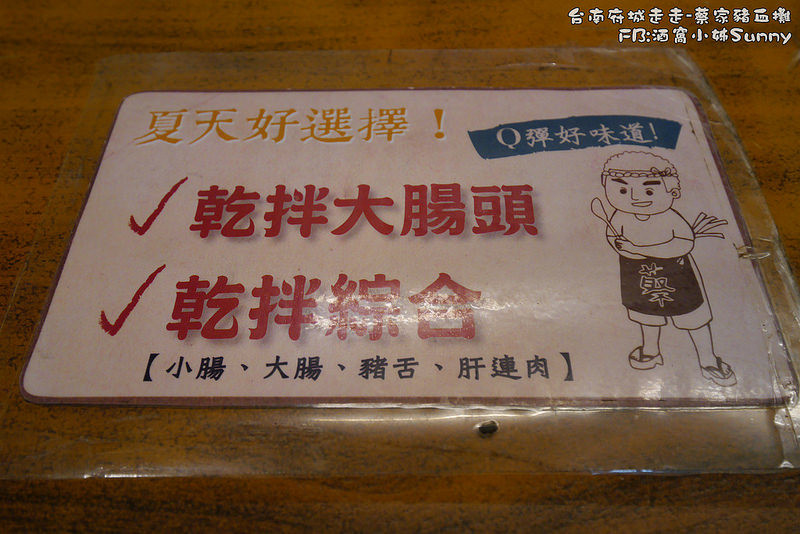 台南府城走走-蔡家豬血攤
FB:酒窩小姊Sunny
夏天好選擇！
Q彈好味道!
乾拌大腸頭
乾拌綜合
【小腸、大腸、豬舌、肝連肉】
蔡